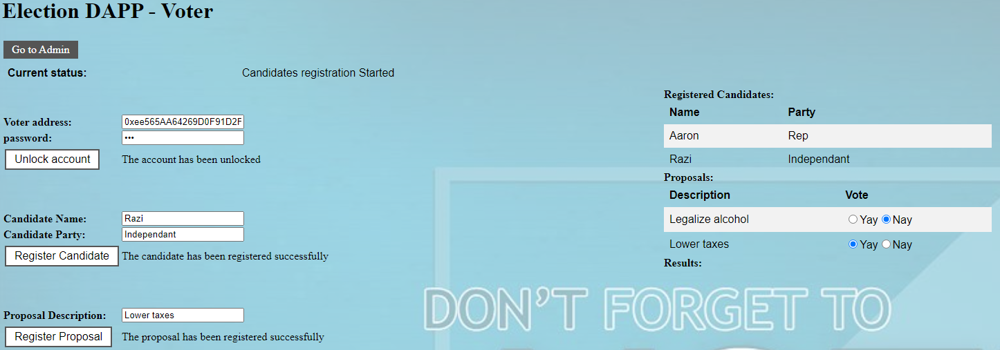 Election DAPP - Voter
Go to Admin
Current status: Candidates registration Started
Voter address: 0xee565AA64269D0F91D2F
password: •••
Unlock account The account has been unlocked
Candidate Name: Razi
Candidate Party: Independant
Register Candidate The candidate has been registered successfully
Proposal Description: Lower taxes
Register Proposal The proposal has been registered successfully
Registered Candidates:
Name Party
Aaron Rep
Razi Independant
Proposals:
Description Vote
Legalize alcohol Yay Nay
Lower taxes Yay Nay
Results:
DON'T FORGET TO